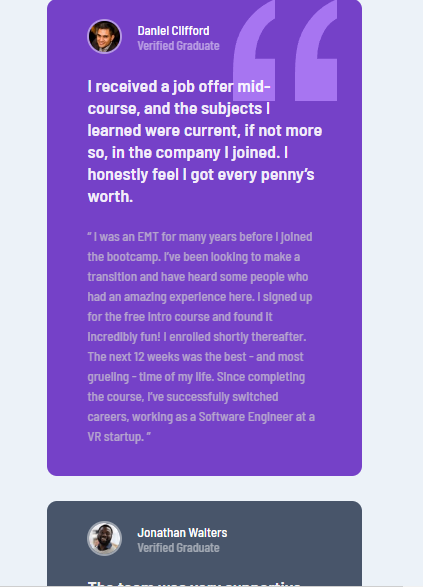 Daniel Clifford
Verified Graduate
I received a job offer mid-
course, and the subjects I
learned were current, if not more
so, in the company I joined. I
honestly feel I got every penny’s
worth.
“ I was an EMT for many years before I joined
the bootcamp. I’ve been looking to make a
transition and have heard some people who
had an amazing experience here. I signed up
for the free intro course and found it
incredibly fun! I enrolled shortly thereafter.
The next 12 weeks was the best - and most
grueling - time of my life. Since completing
the course, I’ve successfully switched
careers, working as a Software Engineer at a
VR startup. ”
Jonathan Walters
Verified Graduate
The team was very supportive